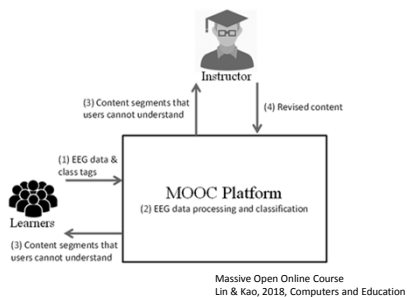 Instructor
(3) Content segments that
users cannot understand
(4) Revised content
(1) EEG data &
class tags
MOOC Platform
(2) EEG data processing and classification
Learners
(3) Content segments that
users cannot understand
Massive Open Online Course
Lin & Kao, 2018, Computers and Education